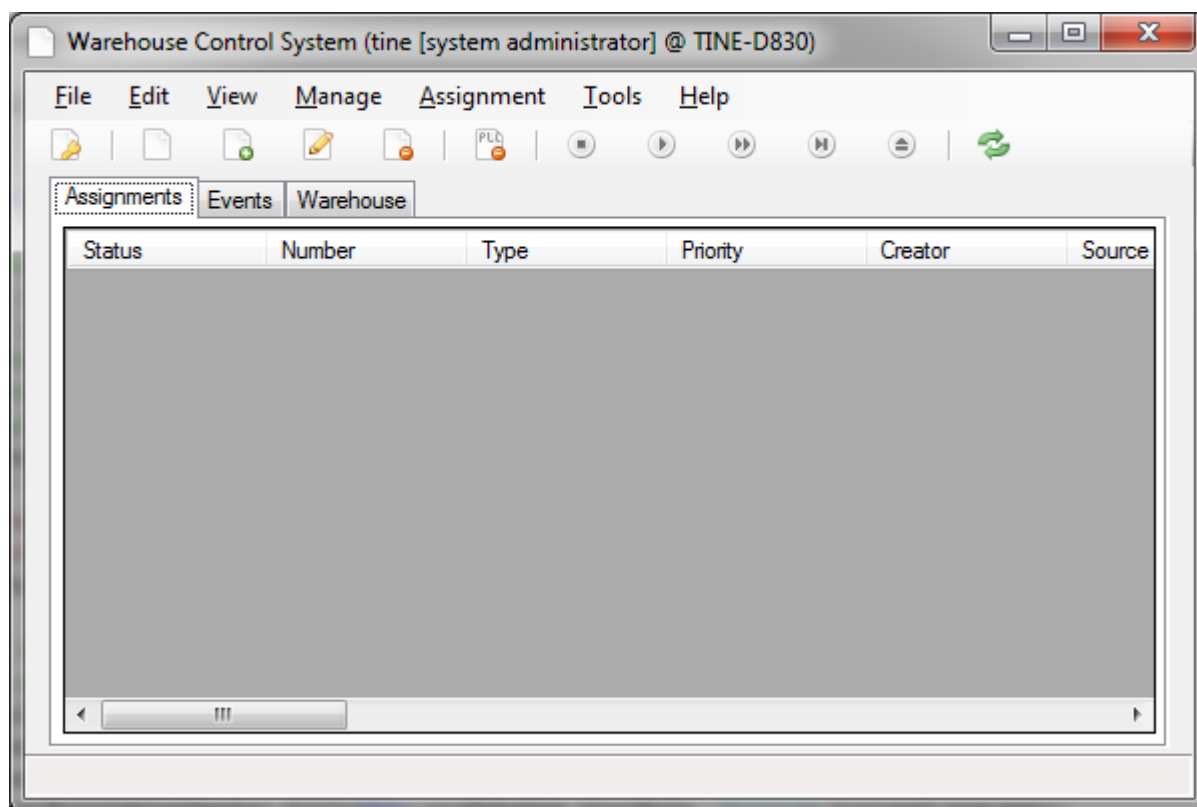 Warehouse Control System (tine [system administrator] @ TINE-D830)
File Edit View Manage Assignment Tools Help
PLC
Assignments Events Warehouse
Status Number Type Priority Creator Source